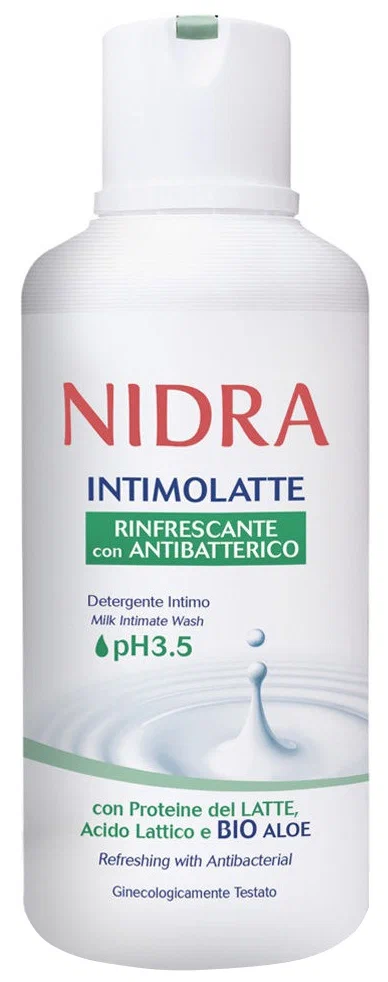 NIDRA
INTIMOLATTE
RINFRESCANTE
con ANTIBATTERICO
Detergente Intimo
Milk Intimate Wash
pH3.5
con Proteine del LATTE,
Acido Lattico e BIO ALOE
Refreshing with Antibacterial
Ginecologicamente Testato